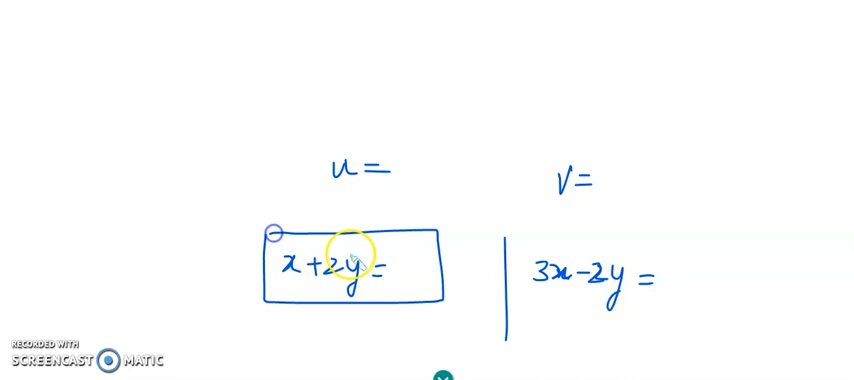 u =
v =
x + 2y =
3x - 2y =
RECORDED WITH
SCREENCAST MATIC